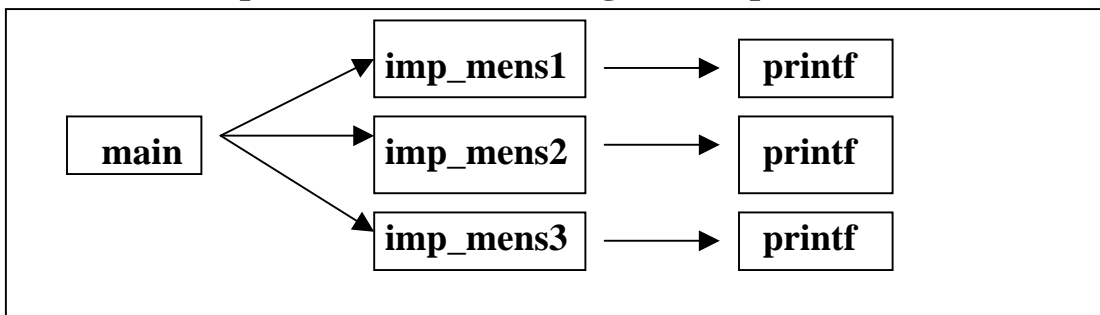 imp_mens1 printf
main imp_mens2 printf
imp_mens3 printf